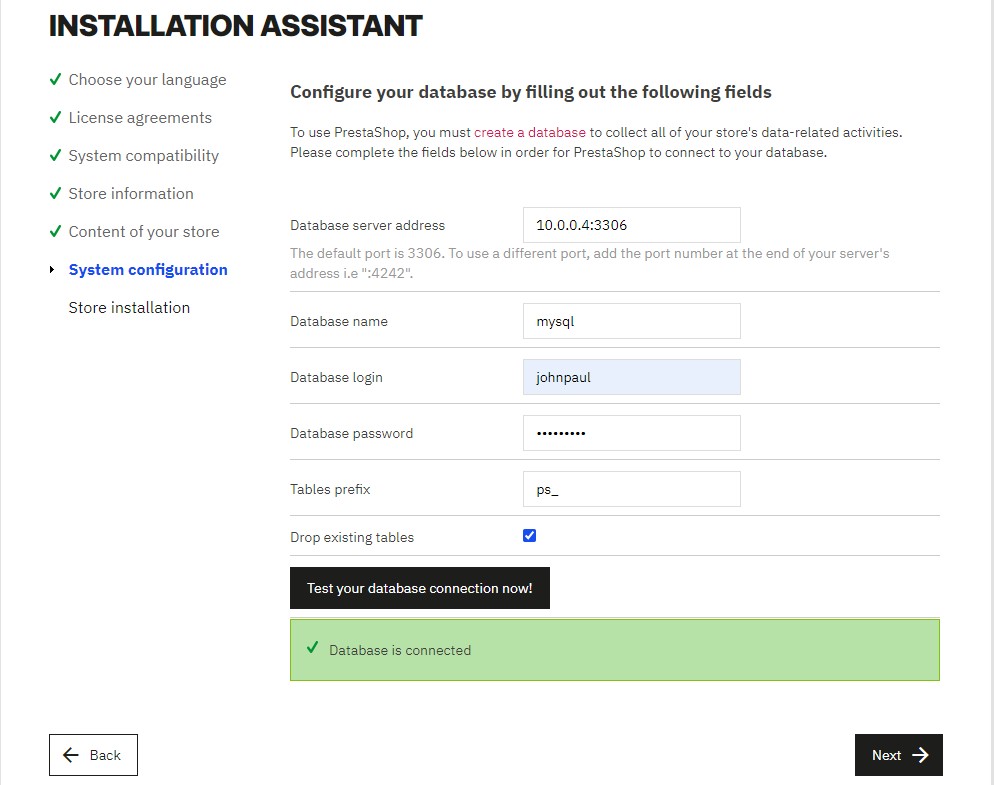 INSTALLATION ASSISTANT
Choose your language
License agreements
System compatibility
Store information
Content of your store
System configuration
Store installation
Configure your database by filling out the following fields
To use PrestaShop, you must create a database to collect all of your store's data-related activities.
Please complete the fields below in order for PrestaShop to connect to your database.
Database server address
10.0.0.4:3306
The default port is 3306. To use a different port, add the port number at the end of your server's
address i.e ":4242".
Database name
mysql
Database login
johnpaul
Database password
•••••••••
Tables prefix
ps_
Drop existing tables
Test your database connection now!
Database is connected
Back
Next